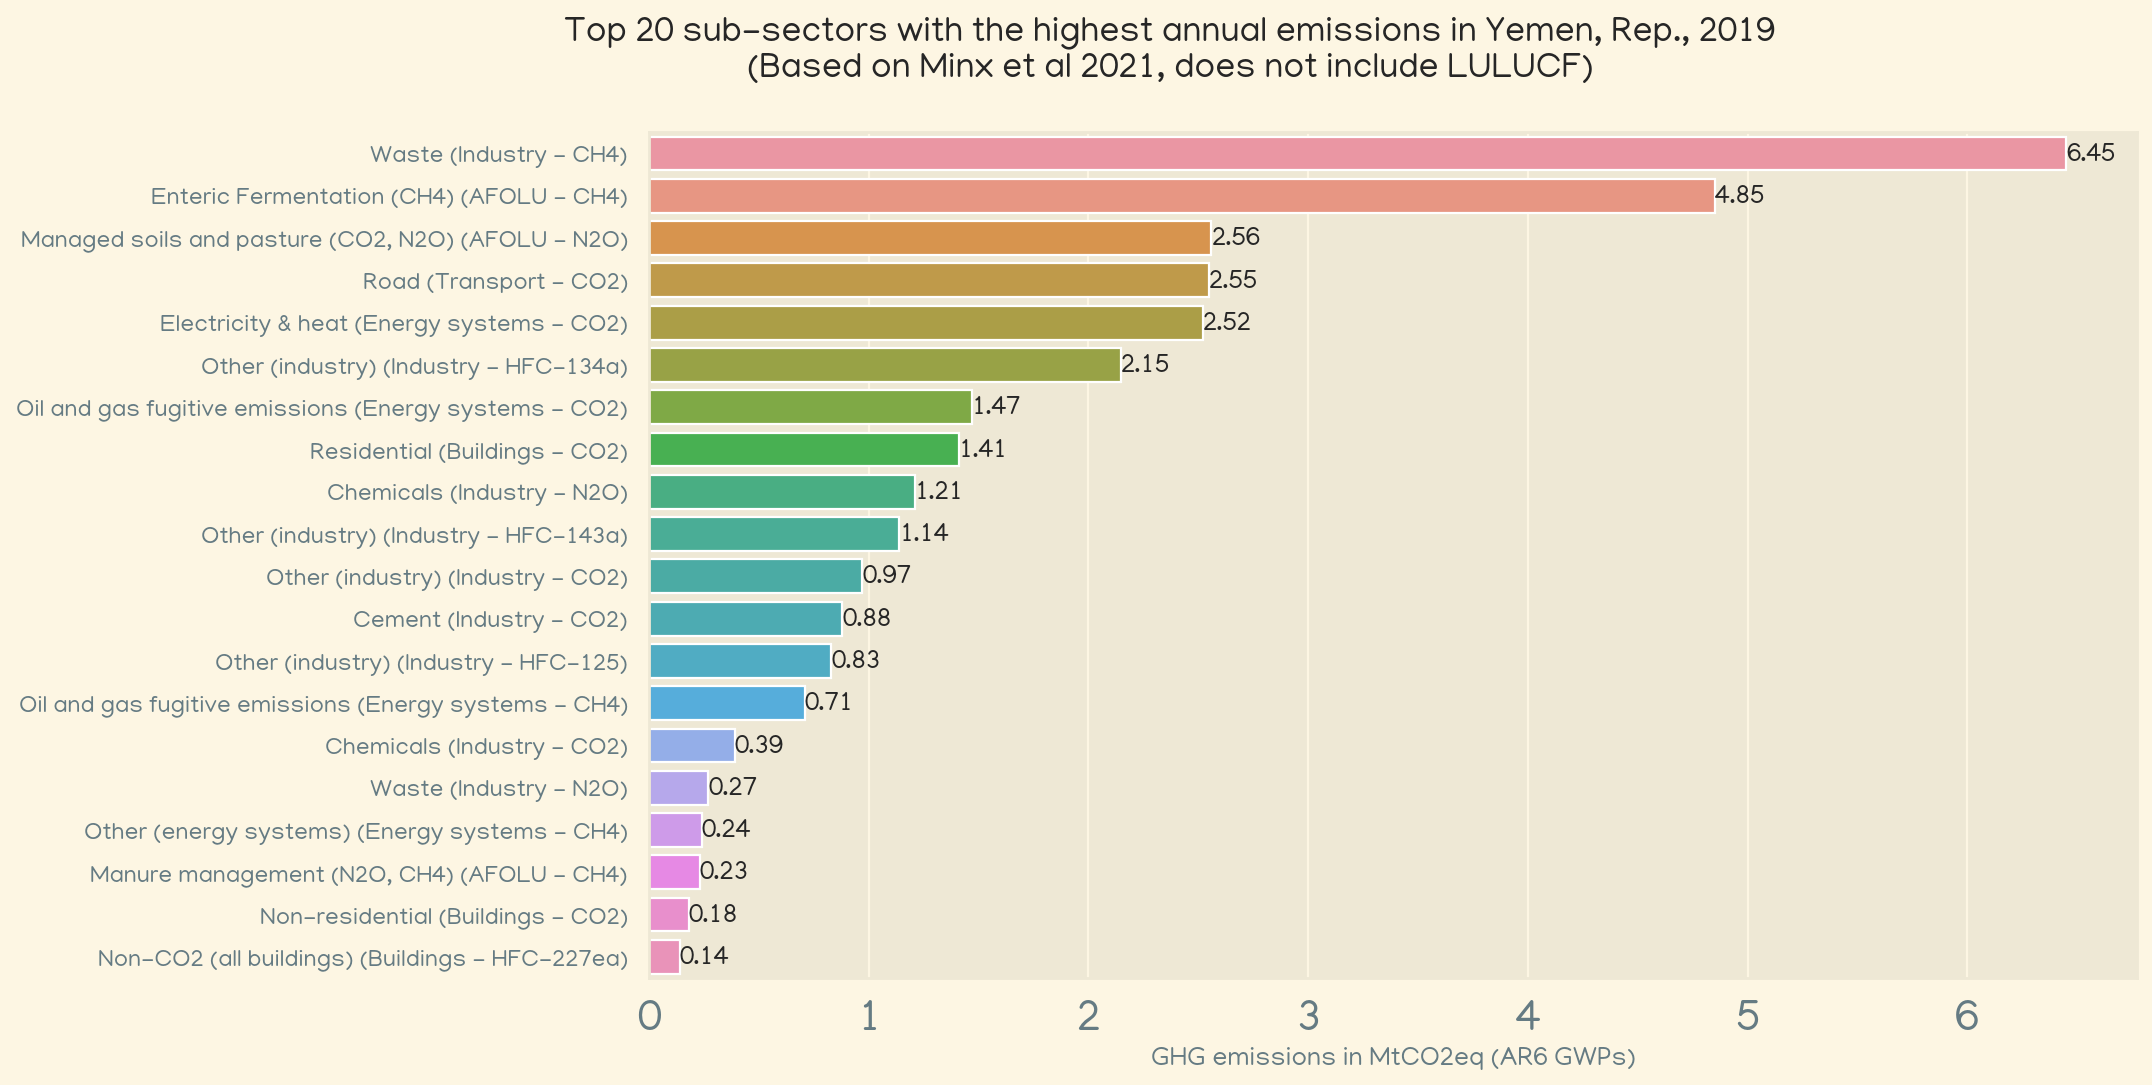 Top 20 sub-sectors with the highest annual emissions in Yemen, Rep., 2019
(Based on Minx et al 2021, does not include LULUCF)
Waste (Industry - CH4) 6.45
Enteric Fermentation (CH4) (AFOLU - CH4) 4.85
Managed soils and pasture (CO2, N2O) (AFOLU - N2O) 2.56
Road (Transport - CO2) 2.55
Electricity & heat (Energy systems - CO2) 2.52
Other (industry) (Industry - HFC-134a) 2.15
Oil and gas fugitive emissions (Energy systems - CO2) 1.47
Residential (Buildings - CO2) 1.41
Chemicals (Industry - N2O) 1.21
Other (industry) (Industry - HFC-143a) 1.14
Other (industry) (Industry - CO2) 0.97
Cement (Industry - CO2) 0.88
Other (industry) (Industry - HFC-125) 0.83
Oil and gas fugitive emissions (Energy systems - CH4) 0.71
Chemicals (Industry - CO2) 0.39
Waste (Industry - N2O) 0.27
Other (energy systems) (Energy systems - CH4) 0.24
Manure management (N2O, CH4) (AFOLU - CH4) 0.23
Non-residential (Buildings - CO2) 0.18
Non-CO2 (all buildings) (Buildings - HFC-227ea) 0.14
0 1 2 3 4 5 6
GHG emissions in MtCO2eq (AR6 GWPs)